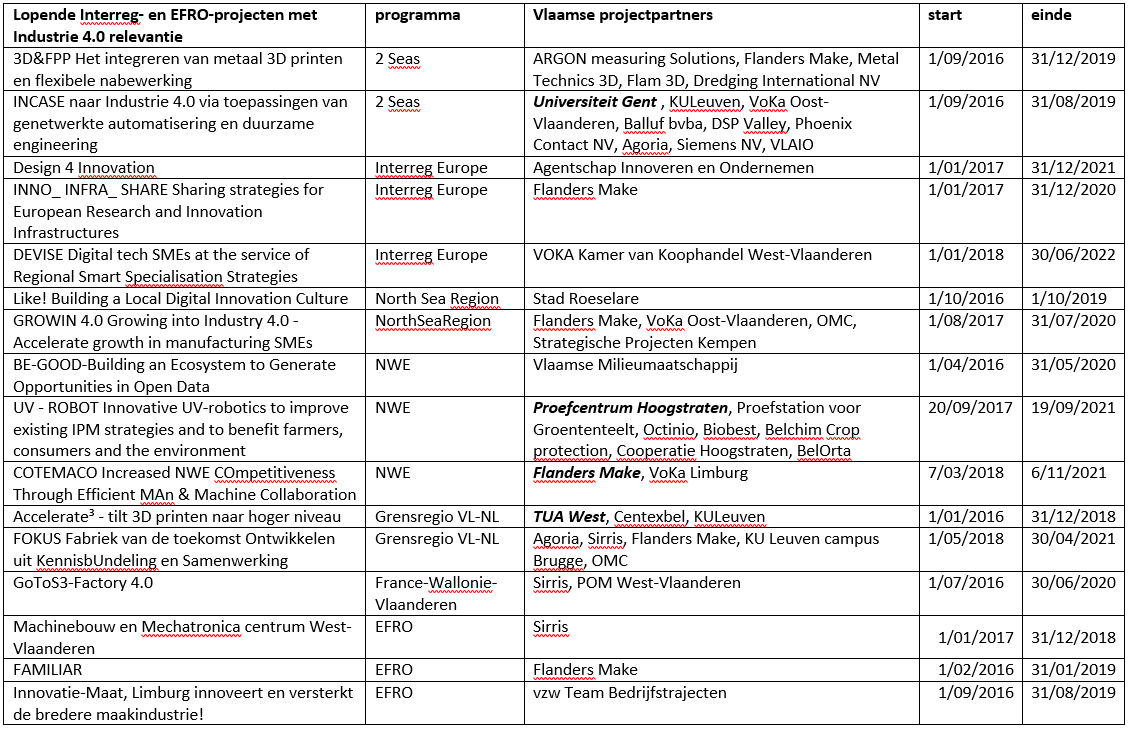 Lopende Interreg- en EFRO-projecten met programma Vlaamse projectpartners start einde
Industrie 4.0 relevantie
3D&FPP Het integreren van metaal 3D printen 2 Seas ARGON measuring Solutions, Flanders Make, Metal 1/09/2016 31/12/2019
en flexibele nabewerking Technics 3D, Flam 3D, Dredging International NV
INCASE naar Industrie 4.0 via toepassingen van 2 Seas Universiteit Gent , KULeuven, VoKa Oost- 1/09/2016 31/08/2019
genetwerkte automatisering en duurzame Vlaanderen, Balluf bvba, DSP Valley, Phoenix
engineering Contact NV, Agoria, Siemens NV, VLAIO
Design 4 Innovation Interreg Europe Agentschap Innoveren en Ondernemen 1/01/2017 31/12/2021
INNO_ INFRA_ SHARE Sharing strategies for Interreg Europe Flanders Make 1/01/2017 31/12/2020
European Research and Innovation
Infrastructures
DEVISE Digital tech SMEs at the service of Interreg Europe VOKA Kamer van Koophandel West-Vlaanderen 1/01/2018 30/06/2022
Regional Smart Specialisation Strategies
Like! Building a Local Digital Innovation Culture North Sea Region Stad Roeselare 1/10/2016 1/10/2019
GROWIN 4.0 Growing into Industry 4.0 - NorthSeaRegion Flanders Make, VoKa Oost-Vlaanderen, OMC, 1/08/2017 31/07/2020
Accelerate growth in manufacturing SMEs Strategische Projecten Kempen
BE-GOOD-Building an Ecosystem to Generate NWE Vlaamse Milieumaatschappij 1/04/2016 31/05/2020
Opportunities in Open Data
UV - ROBOT Innovative UV-robotics to improve NWE Proefcentrum Hoogstraten, Proefstation voor 20/09/2017 19/09/2021
existing IPM strategies and to benefit farmers, Groententeelt, Octinio, Biobest, Belchim Crop
consumers and the environment protection, Cooperatie Hoogstraten, BelOrta
COTEMACO Increased NWE COmpetitiveness NWE Flanders Make, VoKa Limburg 7/03/2018 6/11/2021
Through Efficient MAn & Machine Collaboration
Accelerate³ - tilt 3D printen naar hoger niveau Grensregio VL-NL TUA West, Centexbel, KULeuven 1/01/2016 31/12/2018
FOKUS Fabriek van de toekomst Ontwikkelen Grensregio VL-NL Agoria, Sirris, Flanders Make, KU Leuven campus 1/05/2018 30/04/2021
uit KennisbUndeling en Samenwerking Brugge, OMC
GoToS3-Factory 4.0 France-Wallonie- Sirris, POM West-Vlaanderen 1/07/2016 30/06/2020
Vlaanderen
Machinebouw en Mechatronica centrum West- EFRO Sirris 1/01/2017 31/12/2018
Vlaanderen
FAMILIAR EFRO Flanders Make 1/02/2016 31/01/2019
Innovatie-Maat, Limburg innoveert en versterkt EFRO vzw Team Bedrijfstrajecten 1/09/2016 31/08/2019
de bredere maakindustrie!